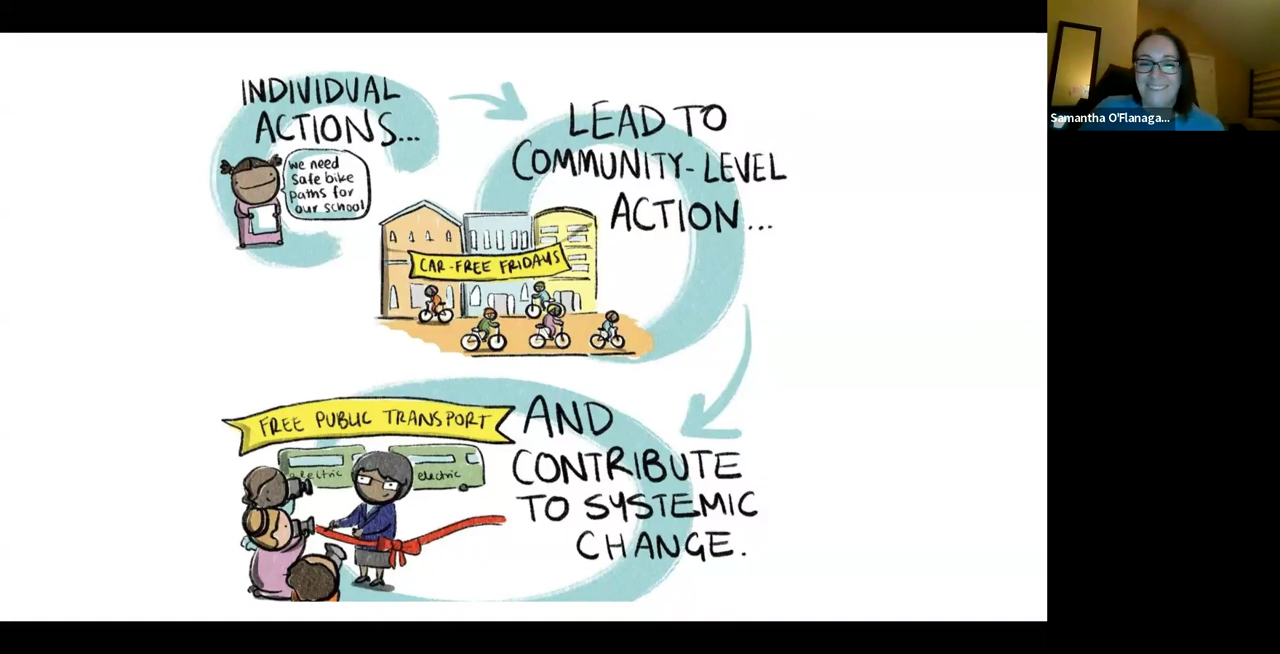 INDIVIDUAL
ACTIONS...
we need
safe bike
paths for
our school
LEAD TO
COMMUNITY-LEVEL
ACTION...
CAR-FREE FRIDAYS
FREE PUBLIC TRANSPORT
electric
electric
AND
CONTRIBUTE
TO SYSTEMIC
CHANGE.
Samantha O'Flanaga...